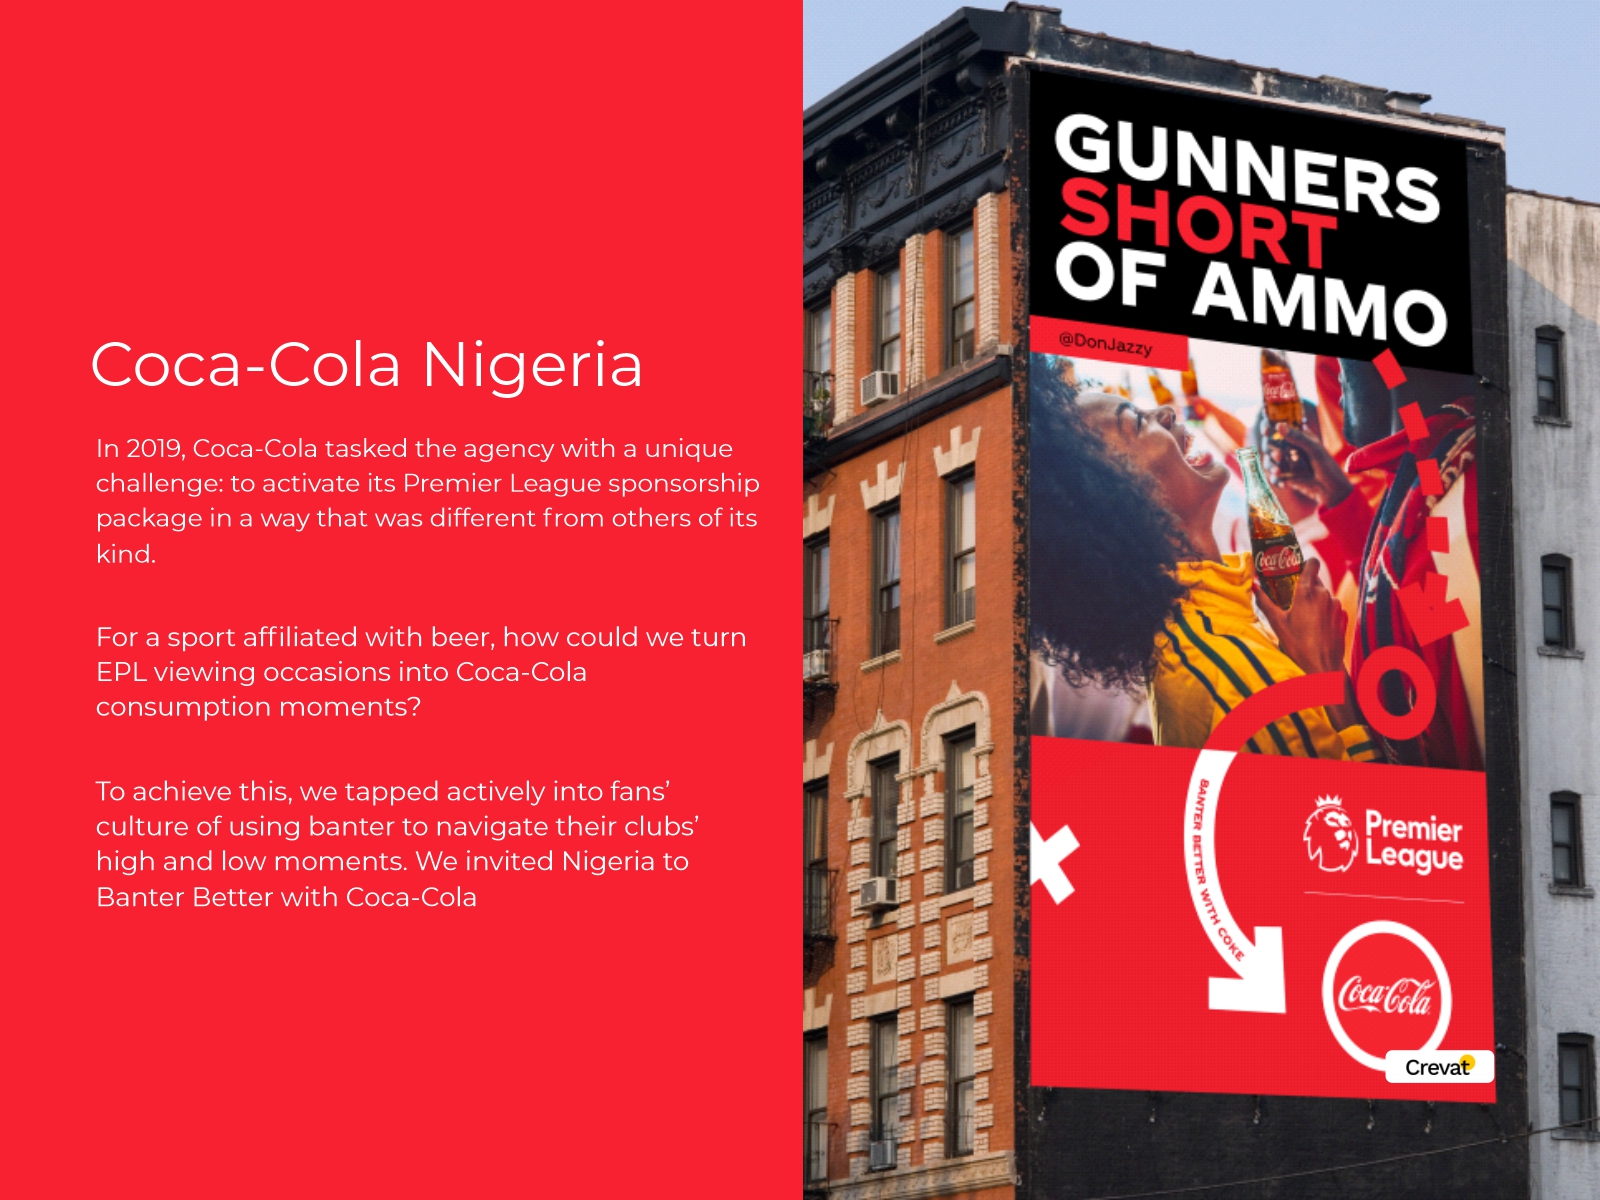 Coca-Cola Nigeria
In 2019, Coca-Cola tasked the agency with a unique
challenge: to activate its Premier League sponsorship
package in a way that was different from others of its
kind.
For a sport affiliated with beer, how could we turn
EPL viewing occasions into Coca-Cola
consumption moments?
To achieve this, we tapped actively into fans’
culture of using banter to navigate their clubs’
high and low moments. We invited Nigeria to
Banter Better with Coca-Cola
GUNNERS
SHORT
OF AMMO
@DonJazzy
Coca-Cola
Coca-Cola
BANTER BETTER WITH COKE
Premier
League
Coca-Cola
Crevat